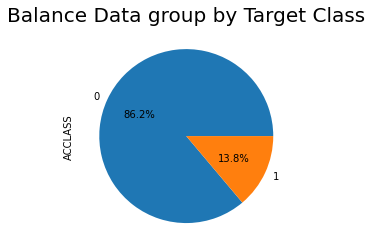 Balance Data group by Target Class
0
86.2%
ACCLASS
13.8%
1